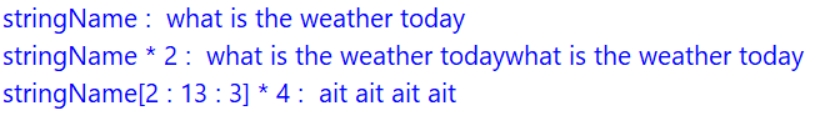 stringName :  what is the weather today
stringName * 2 :  what is the weather todaywhat is the weather today
stringName[2 : 13 : 3] * 4 :  ait ait ait ait